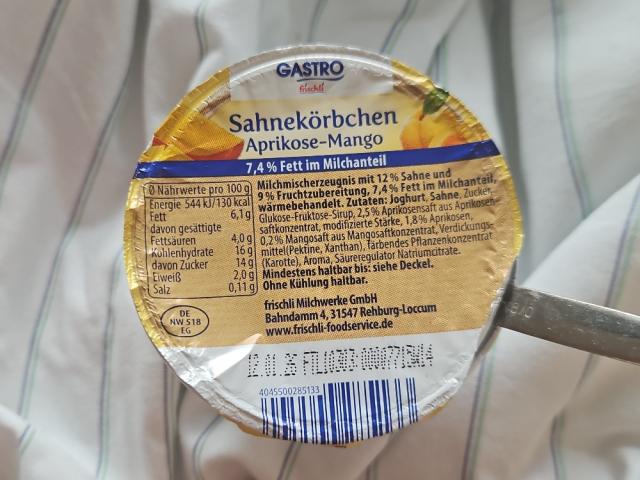 GASTRO
frischli
Sahnekörbchen
Aprikose-Mango
7,4 % Fett im Milchanteil
Ø Nährwerte pro 100 g
Energie 544 kJ/130 kcal
Fett 6,1 g
davon gesättigte
Fettsäuren 4,0 g
Kohlenhydrate 16 g
davon Zucker 14 g
Eiweiß 2,0 g
Salz 0,11 g
Milchmischerzeugnis mit 12 % Sahne und
9 % Fruchtzubereitung, 7,4 % Fett im Milchanteil,
wärmebehandelt. Zutaten: Joghurt, Sahne, Zucker,
Glukose-Fruktose-Sirup, 2,5 % Aprikosensaft aus Aprikosen-
saftkonzentrat, modifizierte Stärke, 1,8 % Aprikosen,
0,2 % Mangosaft aus Mangosaftkonzentrat, Verdickungs-
mittel (Pektine, Xanthan), färbendes Pflanzenkonzentrat
(Karotte), Aroma, Säureregulator Natriumcitrate.
Mindestens haltbar bis: siehe Deckel.
Ohne Kühlung haltbar.
frischli Milchwerke GmbH
Bahndamm 4, 31547 Rehburg-Loccum
www.frischli-foodservice.de
DE
NW 518
EG
12.01.26
4045500285133